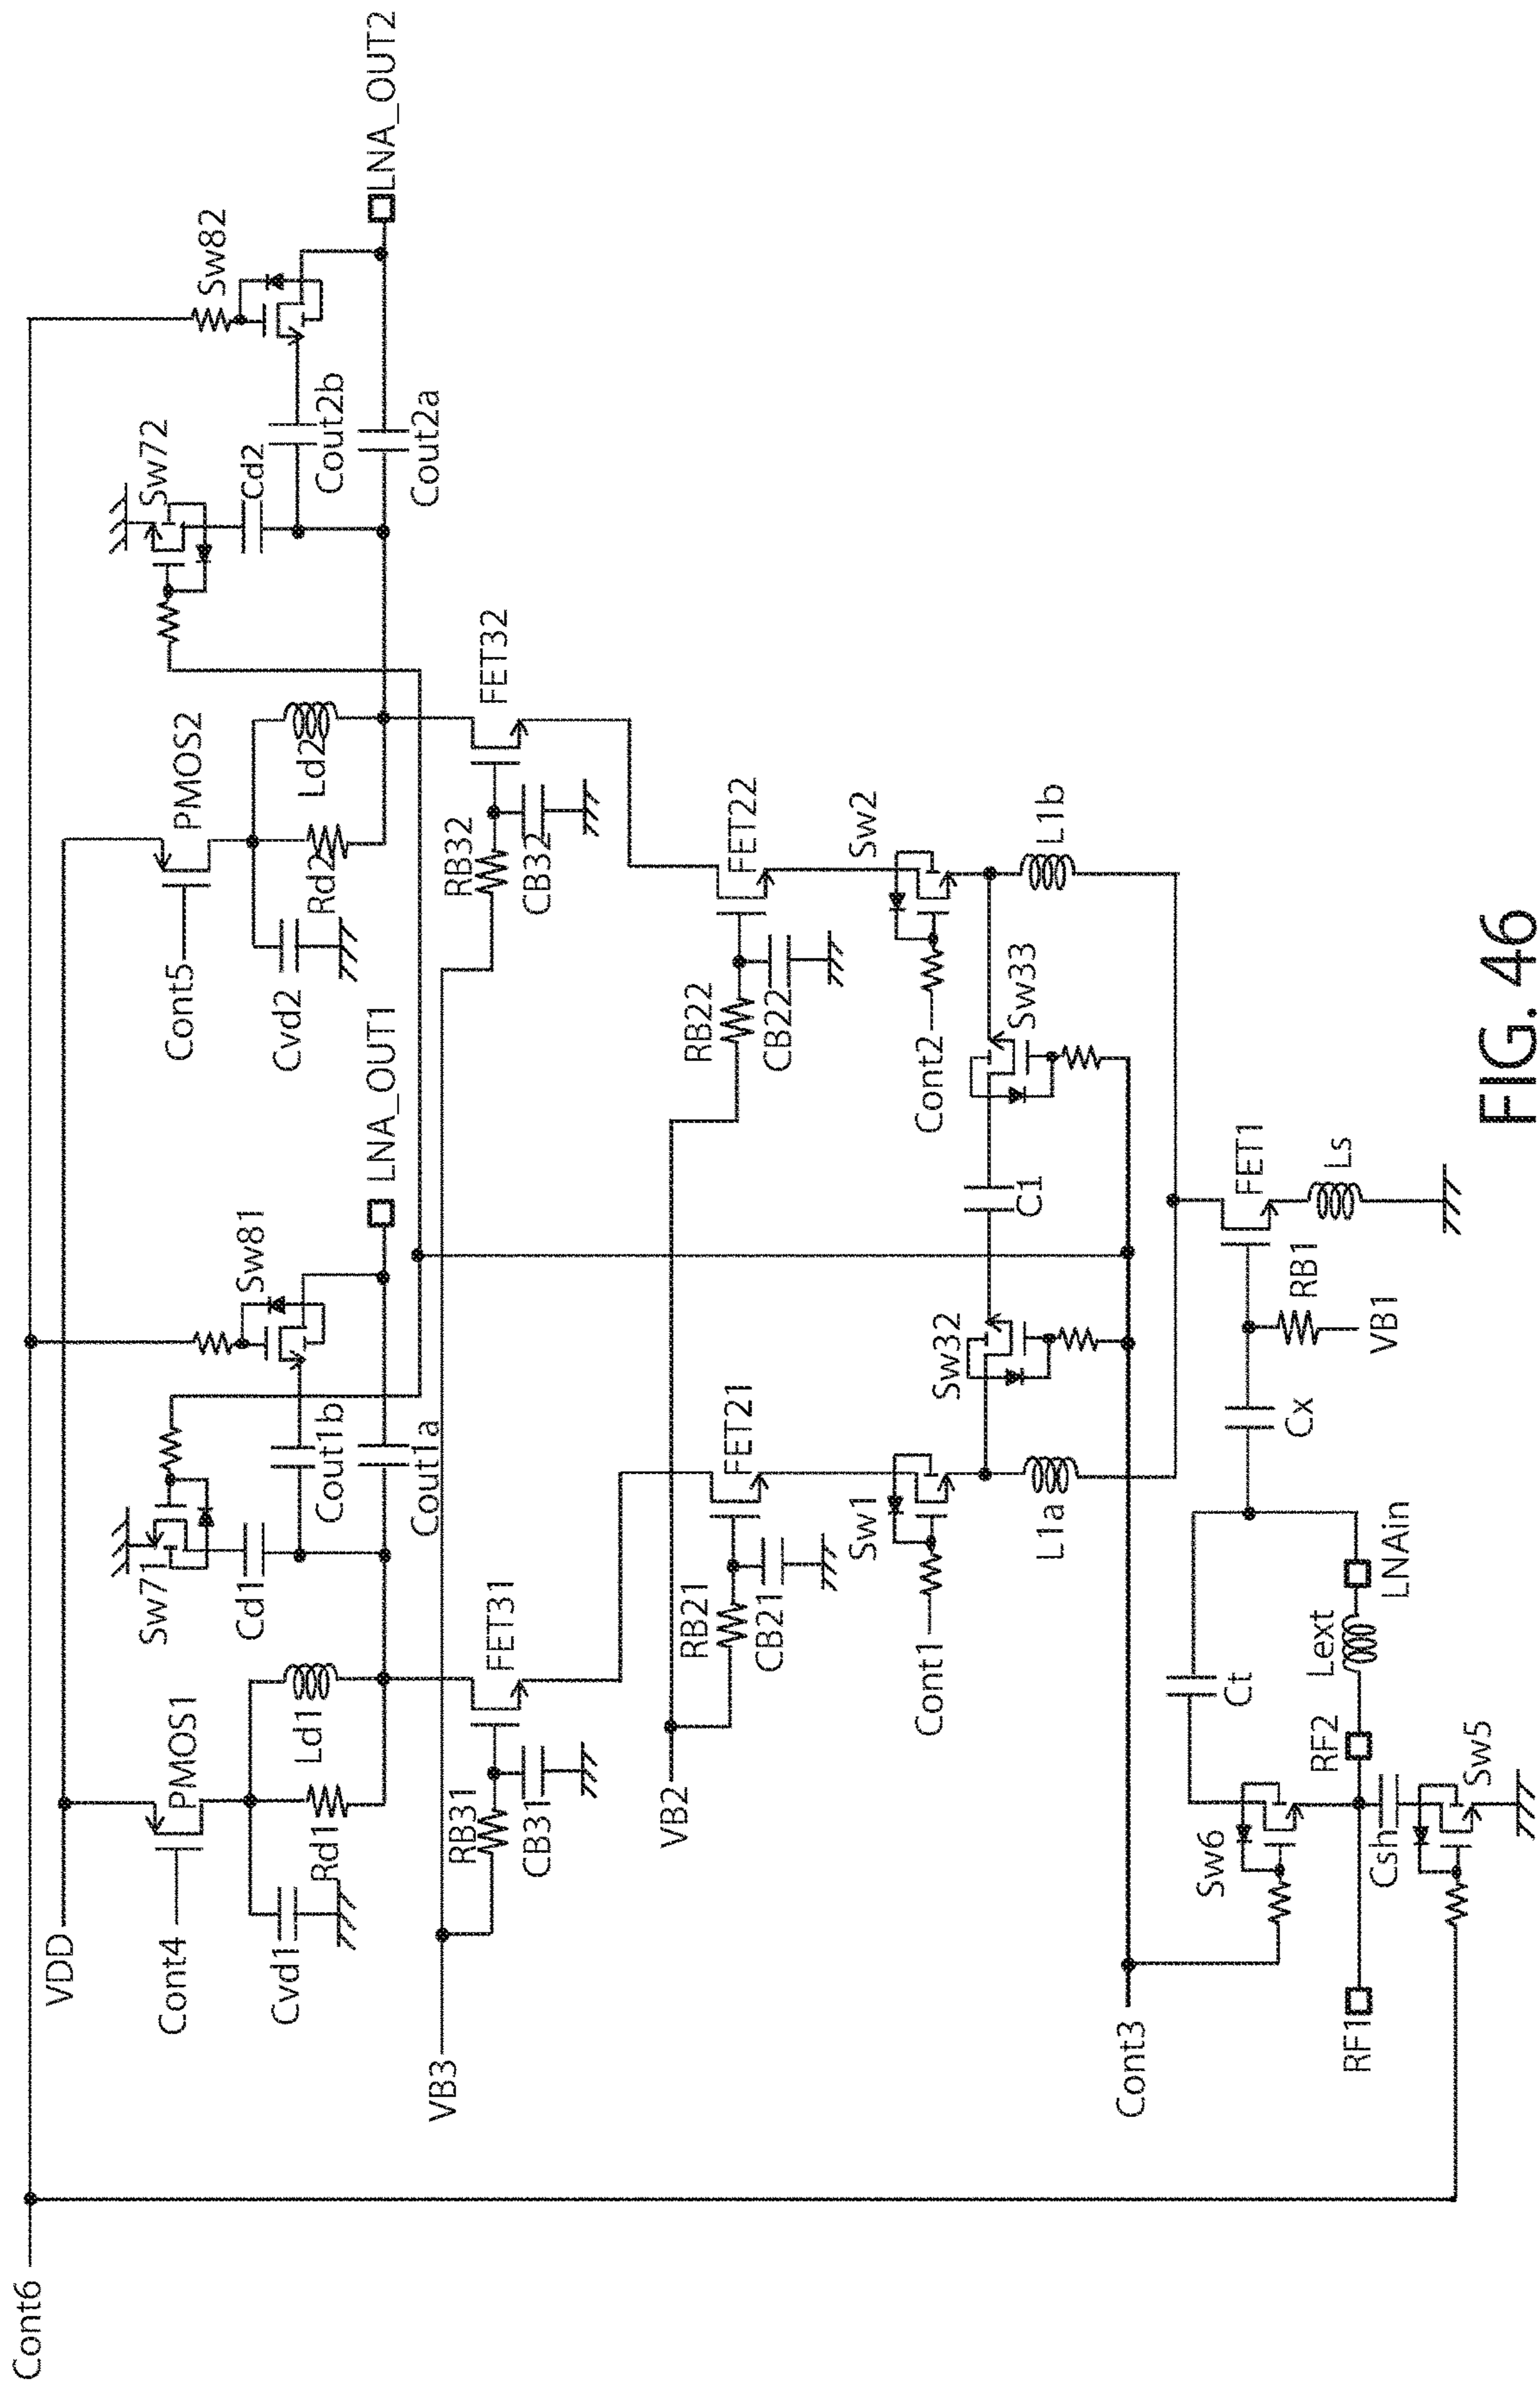 Cont6
VDD
Cont4
PMOS1
Cvd1
Rd1
Ld1
Sw71
Cd1
Cout1b
Cout1a
Sw81
LNA_OUT1
Cont5
PMOS2
Cvd2
Rd2
Ld2
Sw72
Cd2
Cout2b
Cout2a
Sw82
LNA_OUT2
VB3
RB31
CB31
FET31
RB32
CB32
FET32
VB2
RB21
CB21
FET21
RB22
CB22
FET22
Cont1
Sw1
L1a
Sw32
C1
Sw33
Cont2
Sw2
L1b
Cont3
Sw6
Ct
RF1
RF2
Lext
LNAin
Csh
Sw5
Cx
RB1
VB1
FET1
Ls
FIG. 46